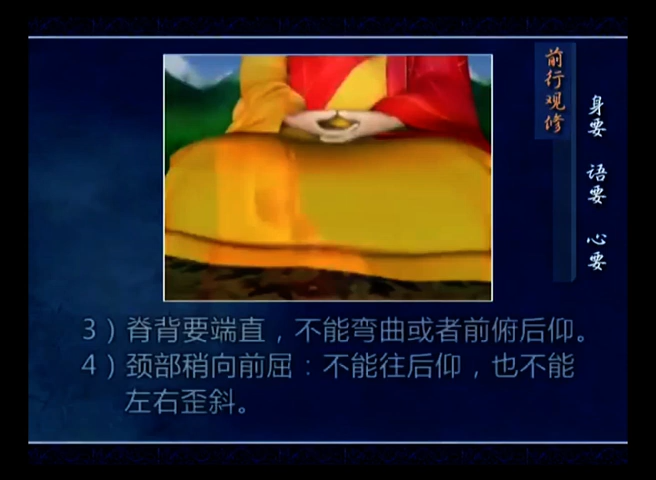 前行观修
身要 语要 心要
3）脊背要端直，不能弯曲或者前俯后仰。
4）颈部稍向前屈：不能往后仰，也不能
左右歪斜。